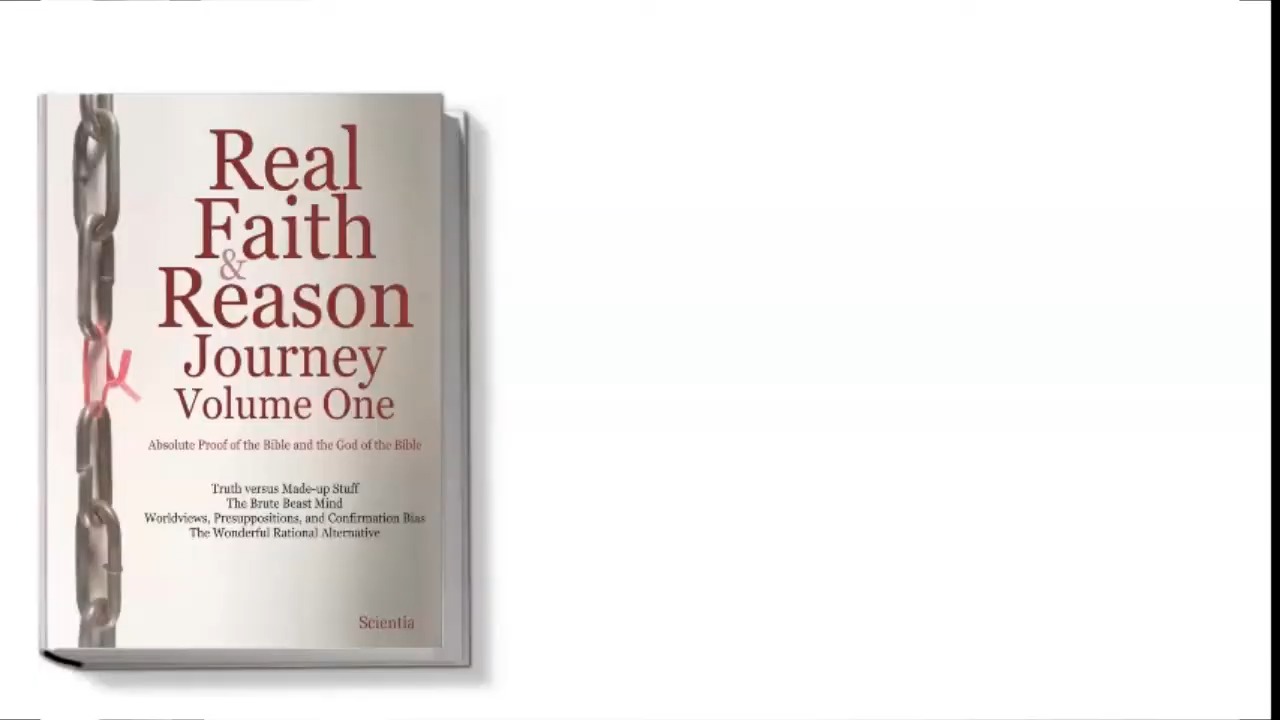 Real
Faith
&
Reason
Journey
Volume One
Absolute Proof of the Bible and the God of the Bible
Truth versus Made-up Stuff
The Brute Beast Mind
Worldviews, Presuppositions, and Confirmation Bias
The Wonderful Rational Alternative
Scientia